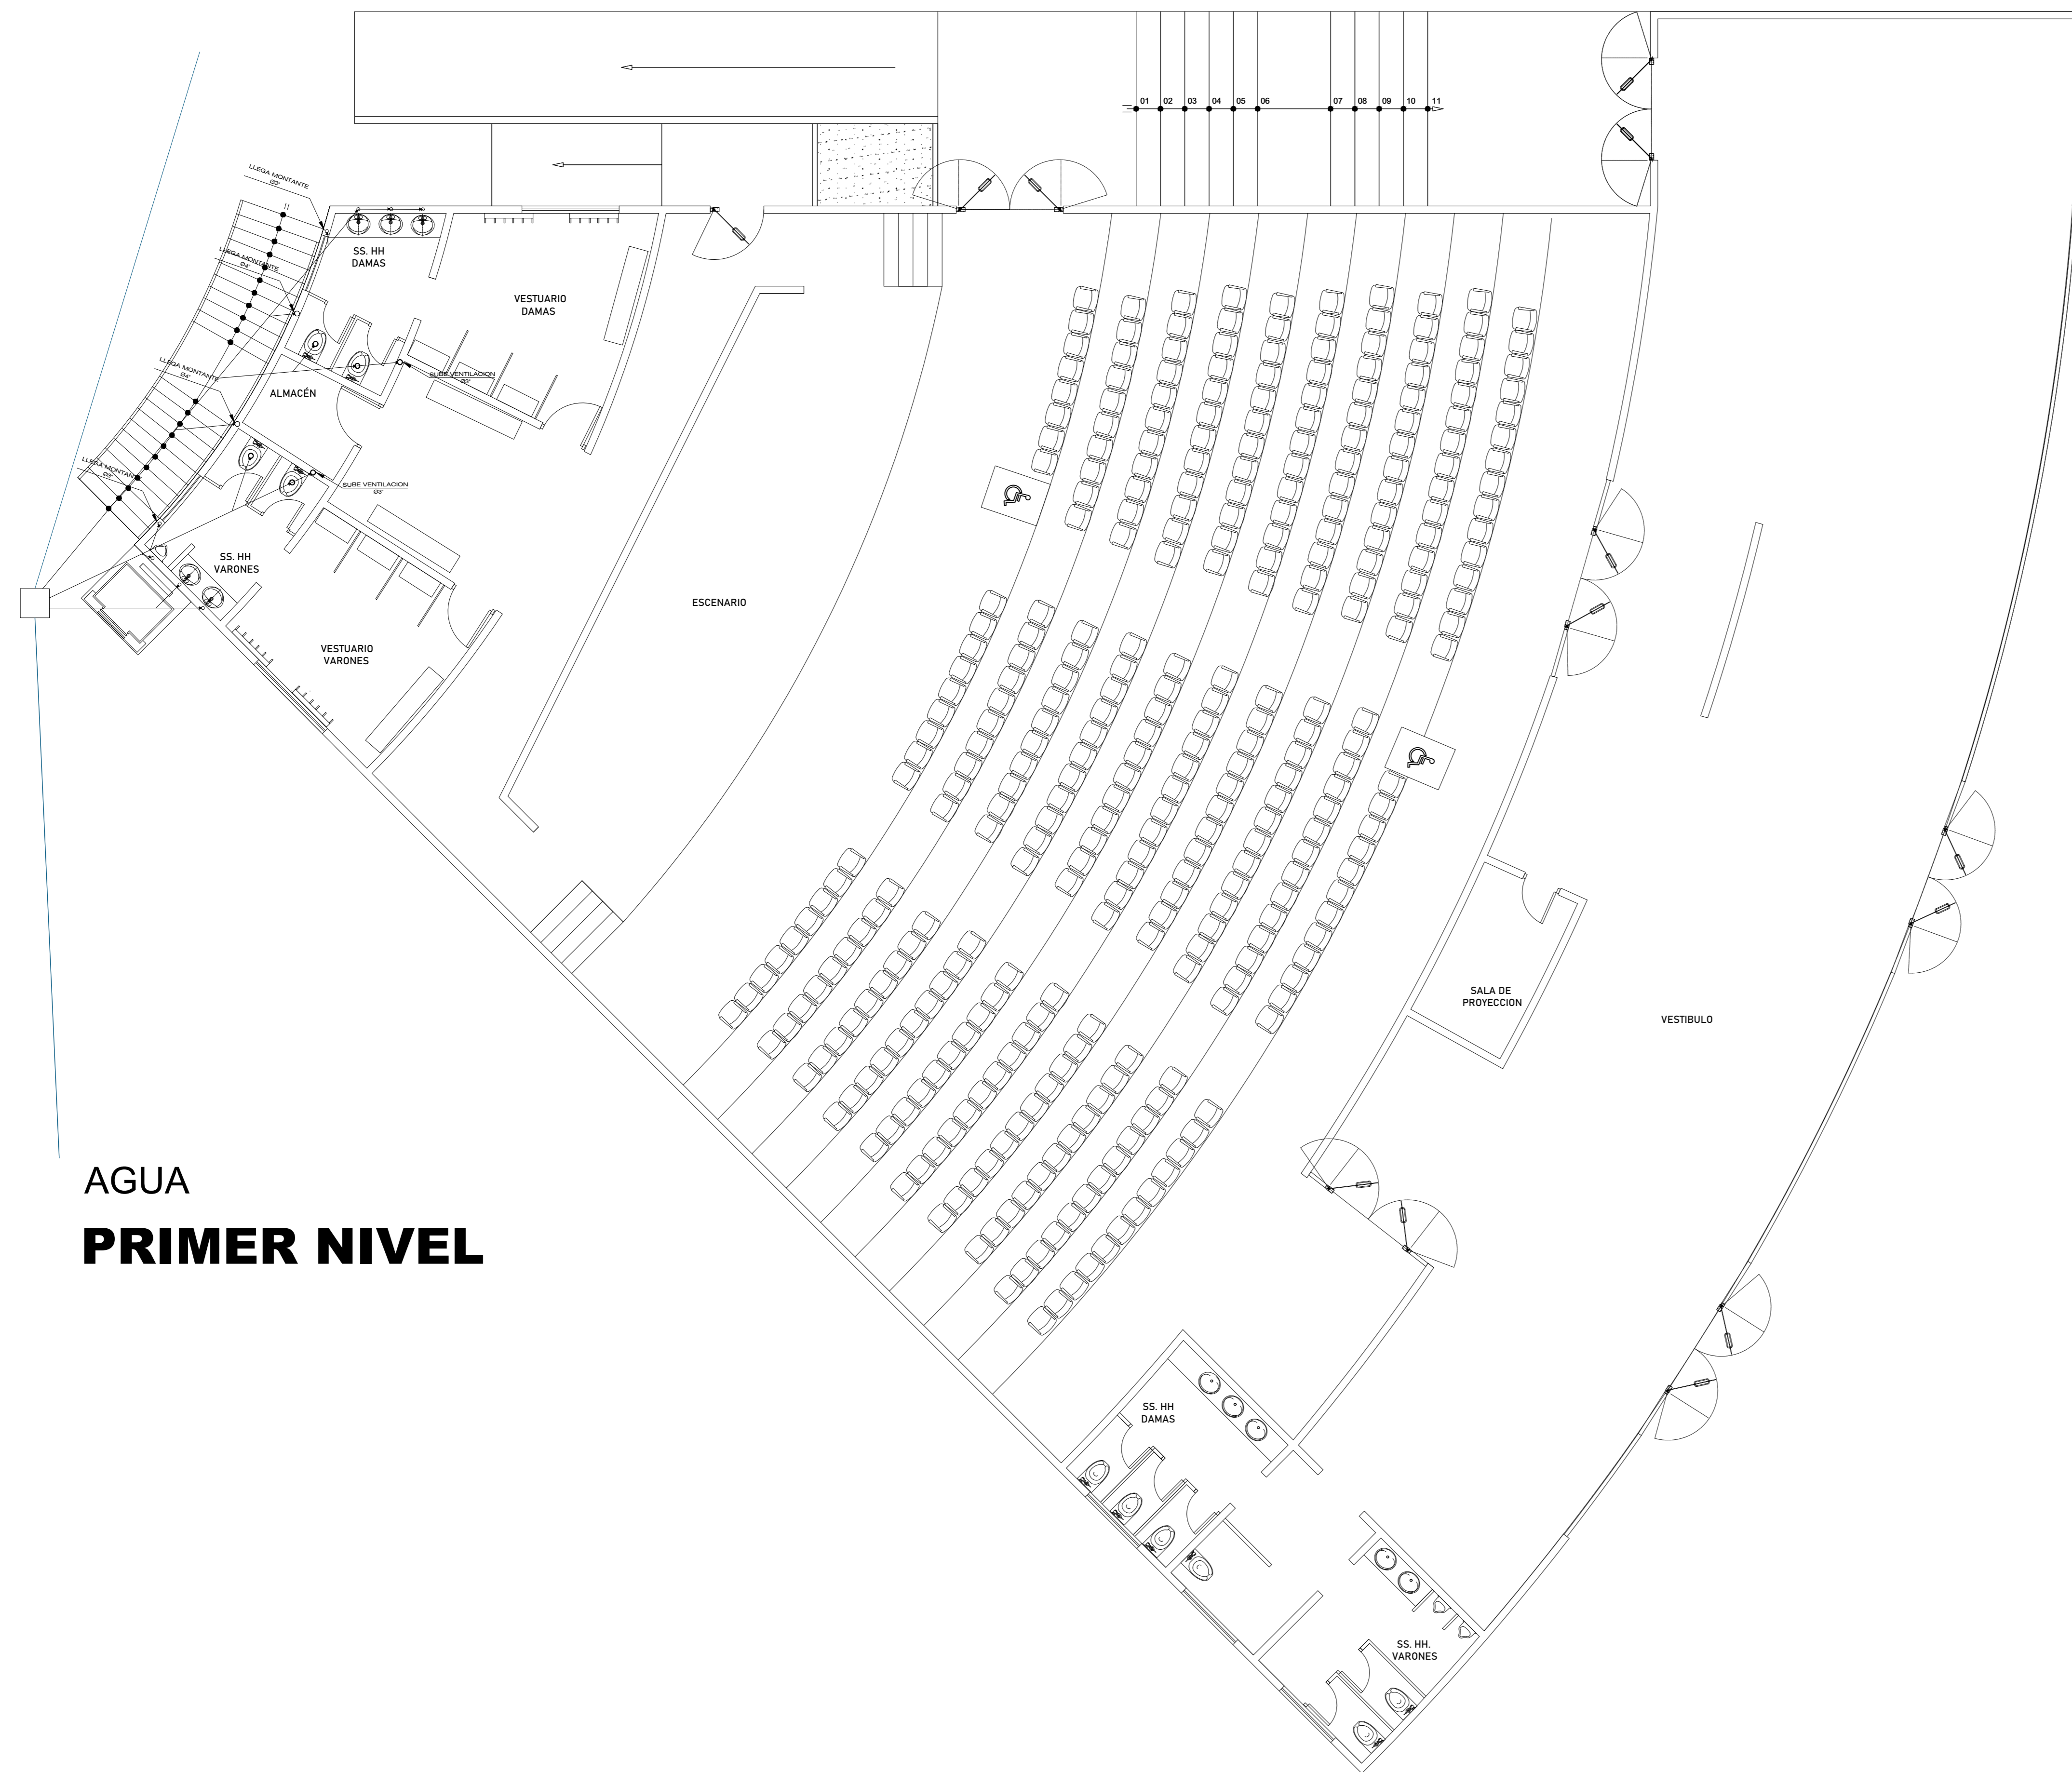 01 02 03 04 05 06 07 08 09 10 11
LLEGA MONTANTE
Ø3"
SS. HH
DAMAS
LLEGA MONTANTE
Ø4"
VESTUARIO
DAMAS
LLEGA MONTANTE
Ø4"
SUBE VENTILACION
Ø3"
ALMACÉN
LLEGA MONTANTE
Ø3"
SUBE VENTILACION
Ø3"
SS. HH
VARONES
ESCENARIO
VESTUARIO
VARONES
SALA DE
PROYECCION
VESTIBULO
AGUA
PRIMER NIVEL
SS. HH
DAMAS
SS. HH.
VARONES